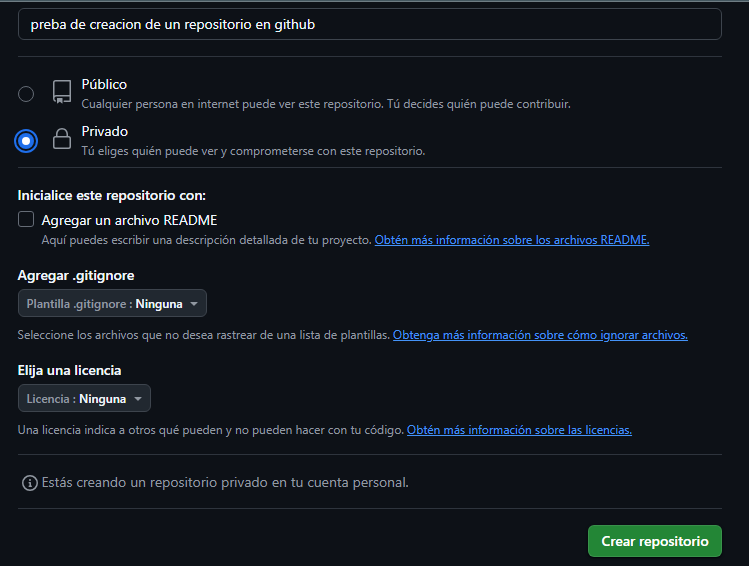 preba de creacion de un repositorio en github
Público
Cualquier persona en internet puede ver este repositorio. Tú decides quién puede contribuir.
Privado
Tú eliges quién puede ver y comprometerse con este repositorio.
Inicialice este repositorio con:
Agregar un archivo README
Aquí puedes escribir una descripción detallada de tu proyecto. Obtén más información sobre los archivos README.
Agregar .gitignore
Plantilla .gitignore : Ninguna
Seleccione los archivos que no desea rastrear de una lista de plantillas. Obtenga más información sobre cómo ignorar archivos.
Elija una licencia
Licencia : Ninguna
Una licencia indica a otros qué pueden y no pueden hacer con tu código. Obtén más información sobre las licencias.
Estás creando un repositorio privado en tu cuenta personal.
Crear repositorio